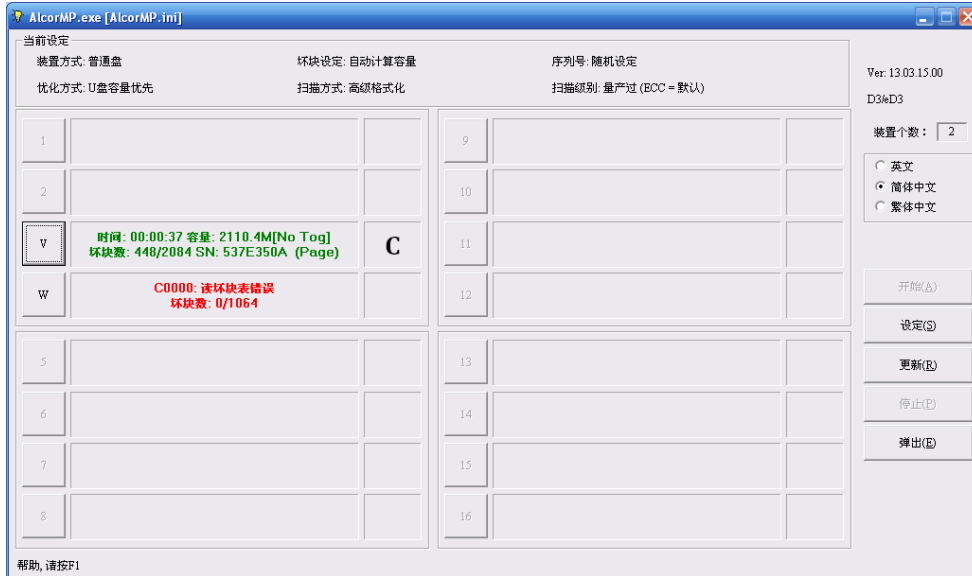 AlcorMP.exe [AlcorMP.ini]
当前设定
装置方式: 普通盘
坏块设定: 自动计算容量
序列号: 随机设定
优化方式: U盘容量优先
扫描方式: 高级格式化
扫描级别: 量产过 (ECC = 默认)
Ver: 13.03.15.00
D3/eD3
装置个数： 2
英文
简体中文
繁体中文
1
2
V
时间: 00:00:37 容量: 2110.4M[No Tog]
坏块数: 448/2084 SN: 537E350A (Page)
C
W
C0000: 读坏块表错误
坏块数: 0/1064
5
6
7
8
9
10
11
12
13
14
15
16
开始(A)
设定(S)
更新(R)
停止(P)
弹出(E)
帮助, 请按F1